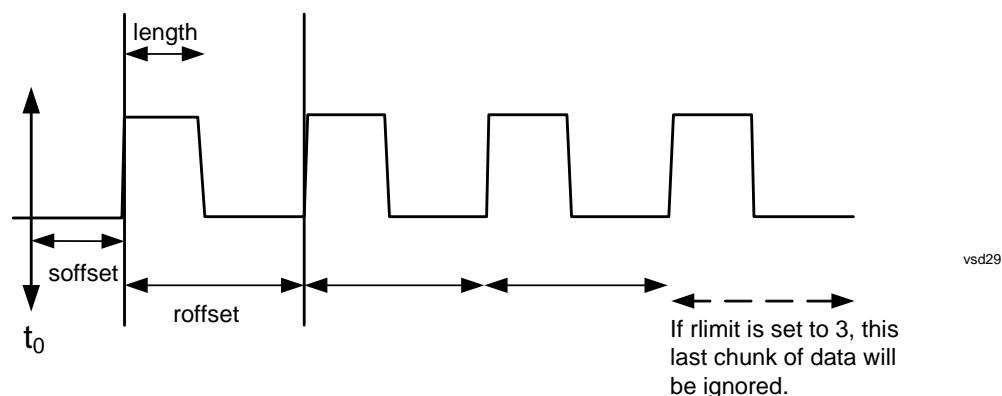 length
soffset
roffset
t₀
vsd29
If rlimit is set to 3, this
last chunk of data will
be ignored.